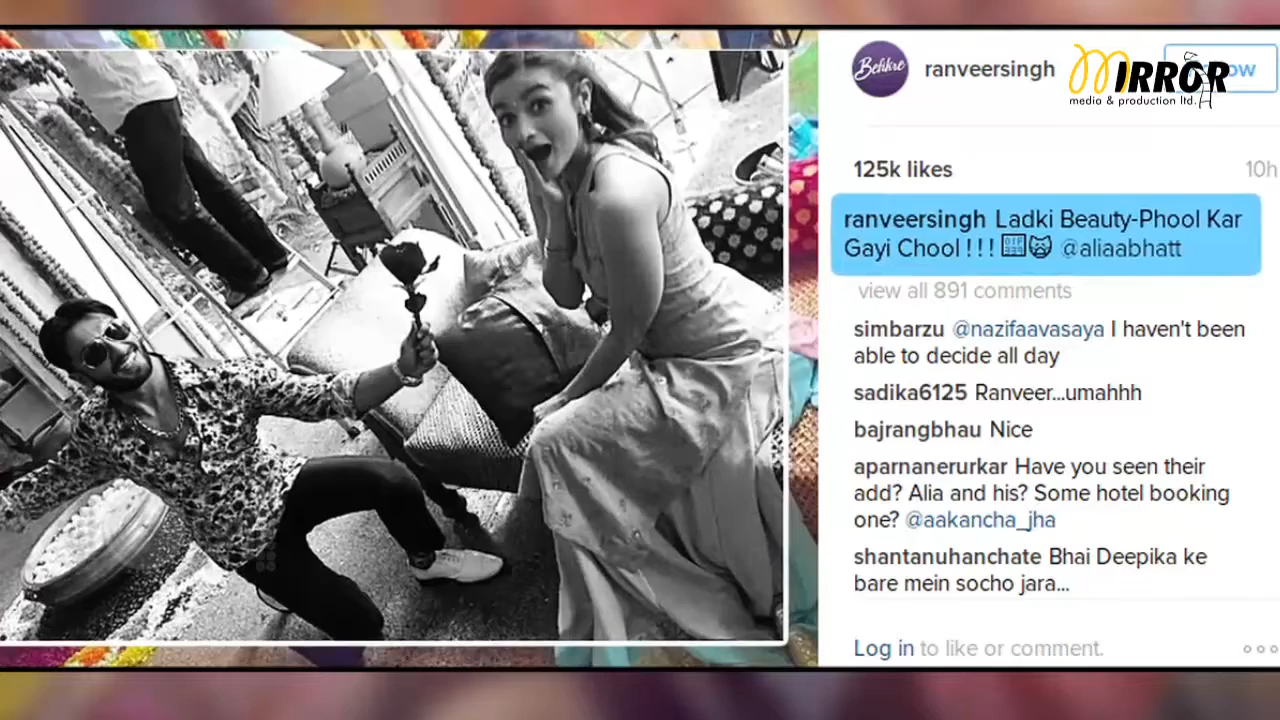 Befikre
ranveersingh
MIRROR
media & production ltd.
125k likes
10h
ranveersingh Ladki Beauty-Phool Kar
Gayi Chool ! ! ! @aliaabhatt
view all 891 comments
simbarzu @nazifaavasaya I haven't been
able to decide all day
sadika6125 Ranveer...umahhh
bajrangbhau Nice
aparnanerurkar Have you seen their
add? Alia and his? Some hotel booking
one? @aakancha_jha
shantanuhanchate Bhai Deepika ke
bare mein socho jara...
Log in to like or comment.